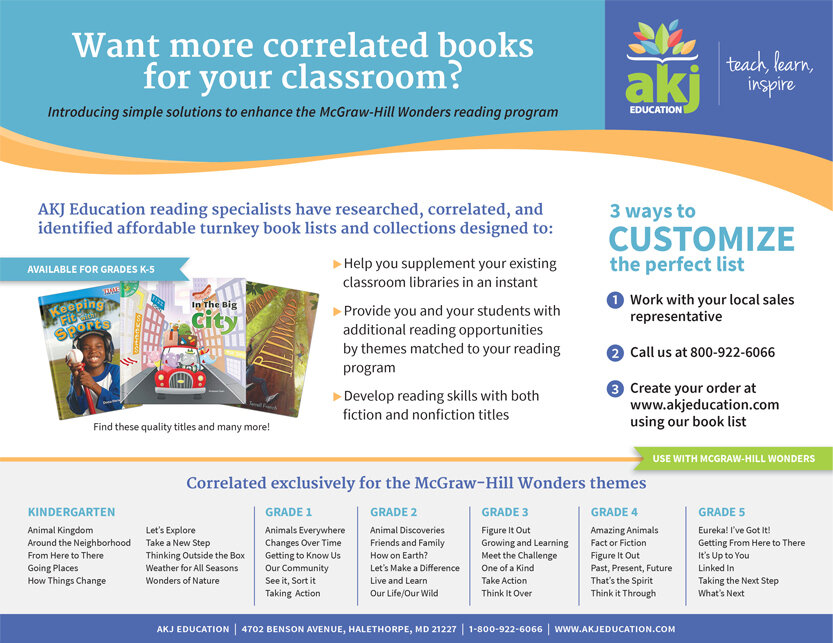 Want more correlated books
for your classroom?
Introducing simple solutions to enhance the McGraw-Hill Wonders reading program
akj
EDUCATION
teach, learn,
inspire
AKJ Education reading specialists have researched, correlated, and
identified affordable turnkey book lists and collections designed to:
AVAILABLE FOR GRADES K-5
Keeping
Fit with
Sports
In The Big
City
REDWOODS
Find these quality titles and many more!
Help you supplement your existing
classroom libraries in an instant
Provide you and your students with
additional reading opportunities
by themes matched to your reading
program
Develop reading skills with both
fiction and nonfiction titles
3 ways to
CUSTOMIZE
the perfect list
1 Work with your local sales
representative
2 Call us at 800-922-6066
3 Create your order at
www.akjeducation.com
using our book list
USE WITH MCGRAW-HILL WONDERS
Correlated exclusively for the McGraw-Hill Wonders themes
KINDERGARTEN
Animal Kingdom
Around the Neighborhood
From Here to There
Going Places
How Things Change
Let's Explore
Take a New Step
Thinking Outside the Box
Weather for All Seasons
Wonders of Nature
GRADE 1
Animals Everywhere
Changes Over Time
Getting to Know Us
Our Community
See it, Sort it
Taking Action
GRADE 2
Animal Discoveries
Friends and Family
How on Earth?
Let's Make a Difference
Live and Learn
Our Life/Our Wild
GRADE 3
Figure It Out
Growing and Learning
Meet the Challenge
One of a Kind
Take Action
Think It Over
GRADE 4
Amazing Animals
Fact or Fiction
Figure It Out
Past, Present, Future
That's the Spirit
Think it Through
GRADE 5
Eureka! I've Got It!
Getting From Here to There
It's Up to You
Linked In
Taking the Next Step
What's Next
AKJ EDUCATION | 4702 BENSON AVENUE, HALETHORPE, MD 21227 | 1-800-922-6066 | WWW.AKJEDUCATION.COM